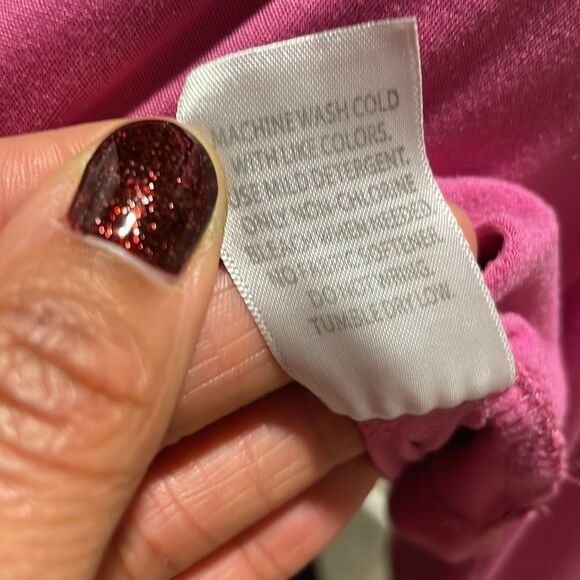 MACHINE WASH COLD
WITH LIKE COLORS.
USE MILD DETERGENT.
ONLY NON-CHLORINE
BLEACH WHEN NEEDED.
NO FABRIC SOFTENER.
DO NOT WRING.
TUMBLE DRY LOW.